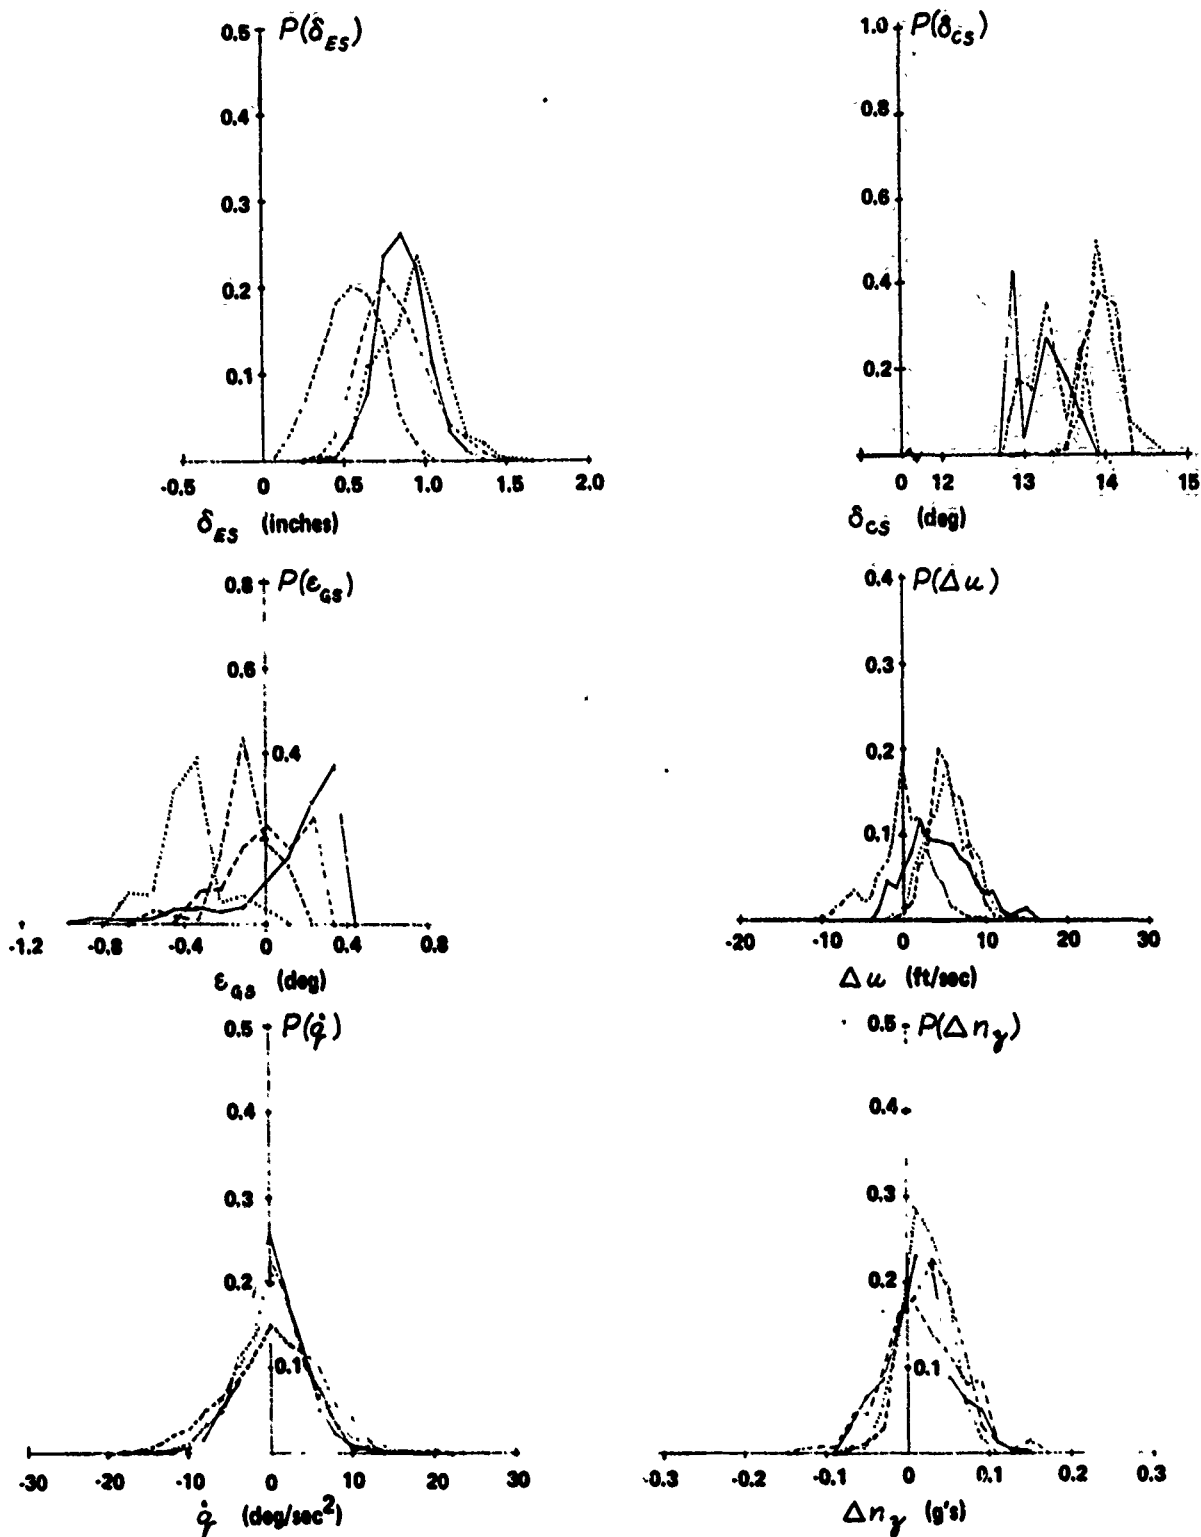 0.5 P(δES)
0.4
0.3
0.2
0.1
-0.5 0 0.5 1.0 2.0
δES (inches)
1.0 P(δCS)
0.8
0.6
0.4
0.2
0 12 13 14 15
δCS (deg)
0.8 P(εGS)
0.6
0.4
-1.2 -0.8 -0.4 0 0.4 0.8
εGS (deg)
0.4 P(Δu)
0.3
0.2
0.1
-20 -10 0 10 20 30
Δu (ft/sec)
0.5 P(q̇)
0.4
0.3
0.2
0.1
-30 -20 -10 0 10 20 30
q̇ (deg/sec²)
0.5 P(Δnγ)
0.4
0.3
0.2
0.1
-0.3 -0.2 -0.1 0 0.1 0.2 0.3
Δnγ (g's)